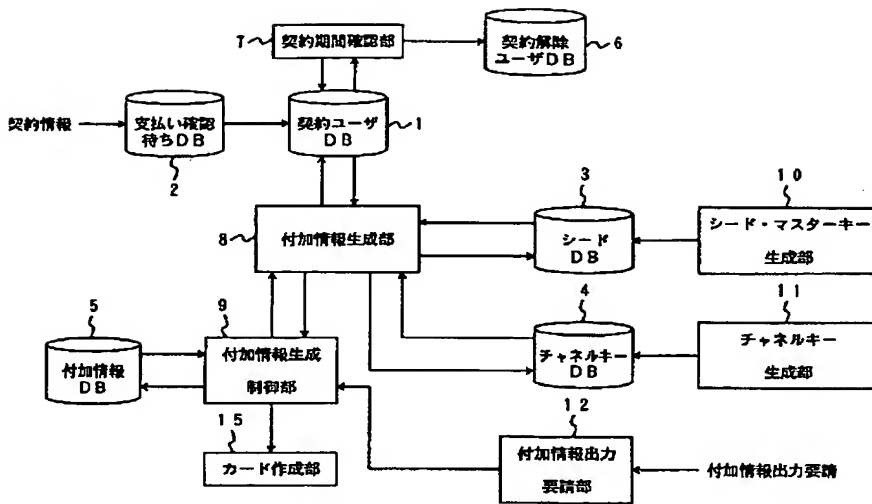 7
契約期間確認部
契約解除
ユーザDB
6
契約情報
支払い確認
待ちDB
2
契約ユーザ
DB
1
8
付加情報生成部
3
シード
DB
10
シード・マスターキー
生成部
4
チャネルキー
DB
11
チャネルキー
生成部
5
付加情報
DB
9
付加情報生成
制御部
15
カード作成部
12
付加情報出力
要請部
付加情報出力要請